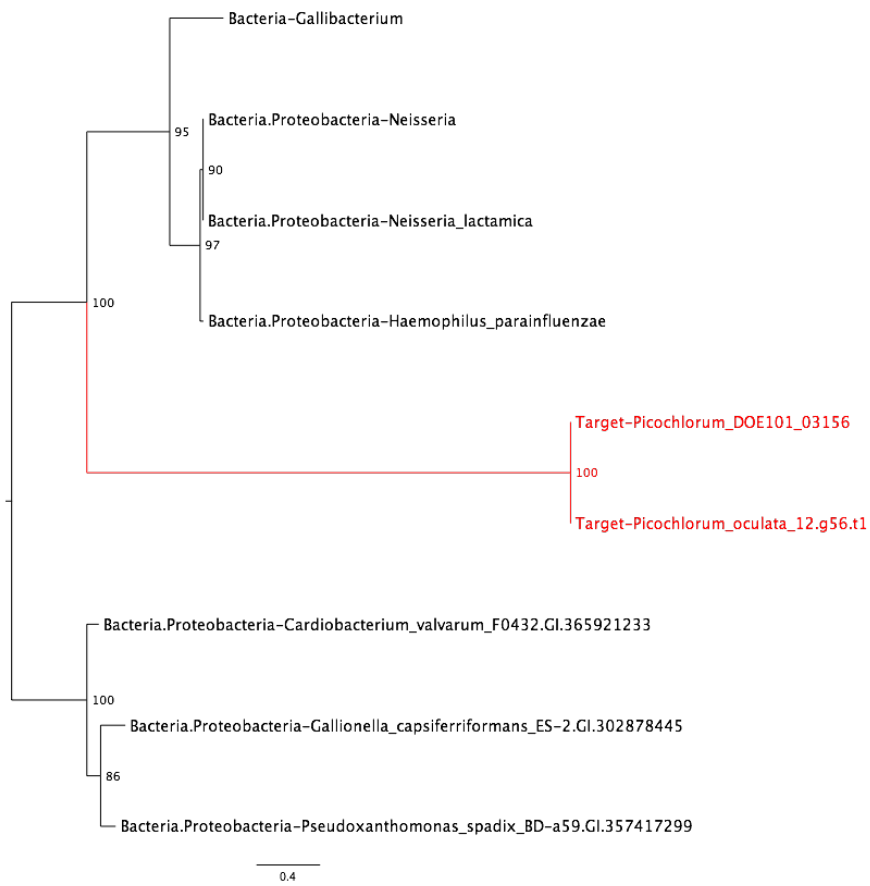 Bacteria-Gallibacterium
Bacteria.Proteobacteria-Neisseria
95
90
Bacteria.Proteobacteria-Neisseria_lactamica
97
100
Bacteria.Proteobacteria-Haemophilus_parainfluenzae
Target-Picochlorum_DOE101_03156
100
Target-Picochlorum_oculata_12.g56.t1
Bacteria.Proteobacteria-Cardiobacterium_valvarum_F0432.GI.365921233
100
Bacteria.Proteobacteria-Gallionella_capsiferriformans_ES-2.GI.302878445
86
Bacteria.Proteobacteria-Pseudoxanthomonas_spadix_BD-a59.GI.357417299
0.4